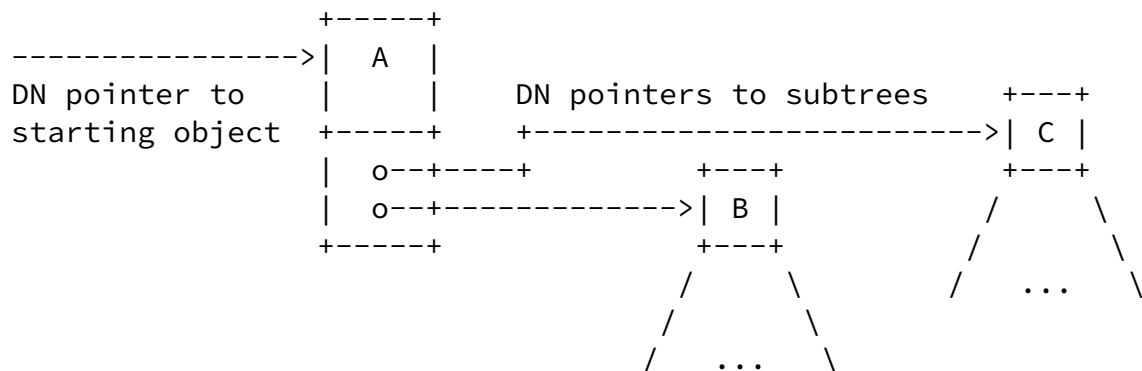 +-----+
--------------->|  A  |
DN pointer to   |     |   DN pointers to subtrees   +---+
starting object +-----+   +------------------------>| C |
                |  o--+----+        +---+           +---+
                |  o--+------------>| B |          /     \
                +-----+             +---+         /       \
                                   /     \       /   ...   \
                                  /       \
                                 /   ...   \